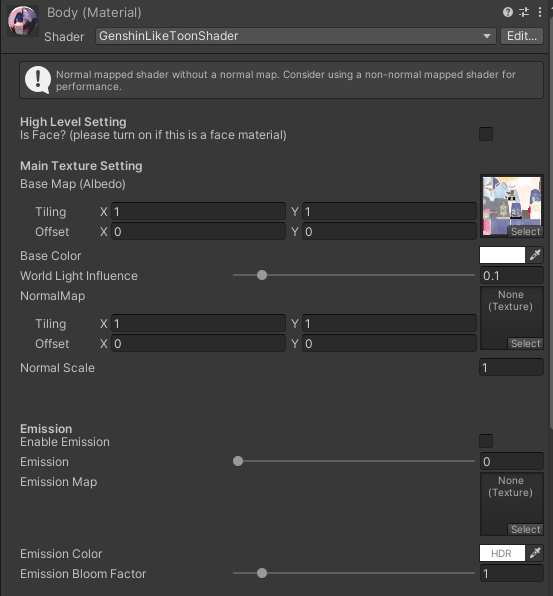 Body (Material)
Shader GenshinLikeToonShader Edit...
Normal mapped shader without a normal map. Consider using a non-normal mapped shader for
performance.
High Level Setting
Is Face? (please turn on if this is a face material)
Main Texture Setting
Base Map (Albedo)
Tiling X 1 Y 1
Offset X 0 Y 0
Select
Base Color
World Light Influence 0.1
NormalMap None
(Texture)
Tiling X 1 Y 1
Offset X 0 Y 0
Select
Normal Scale 1
Emission
Enable Emission
Emission 0
Emission Map None
(Texture)
Select
Emission Color HDR
Emission Bloom Factor 1